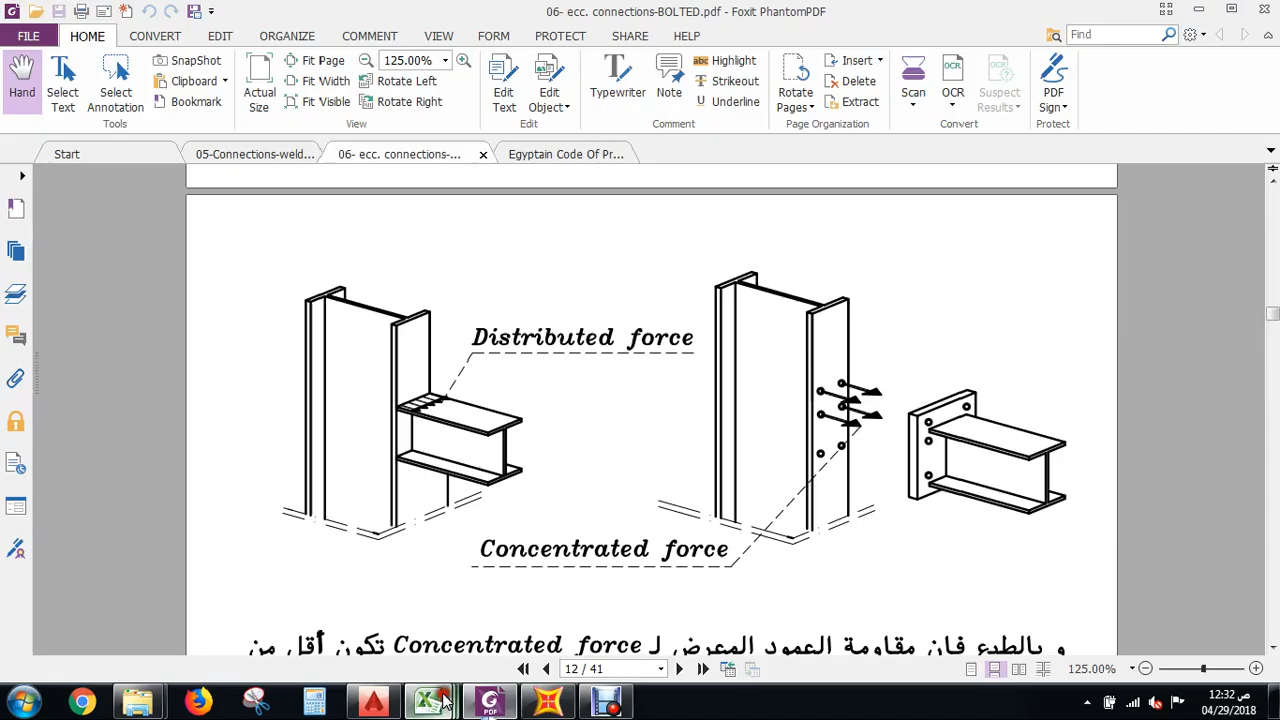 06- ecc. connections-BOLTED.pdf - Foxit PhantomPDF
FILE HOME CONVERT EDIT ORGANIZE COMMENT VIEW FORM PROTECT SHARE HELP Find
Hand
Select Text
Select Annotation
SnapShot
Clipboard
Bookmark
Tools
Actual Size
Fit Page
Fit Width
Fit Visible
125.00%
Rotate Left
Rotate Right
View
Edit Text
Edit Object
Edit
Typewriter
Note
Highlight
Strikeout
Underline
Comment
Rotate Pages
Insert
Delete
Extract
Page Organization
Scan
OCR
Suspect Results
Convert
PDF Sign
Protect
Start 05-Connections-weld... 06- ecc. connections-... Egyptain Code Of Pr...
Distributed force
Concentrated force
و بالطبع فان مقاومة العمود المعرض لـ Concentrated force تكون أقل من
12 / 41 125.00%
12:32 ص
04/29/2018